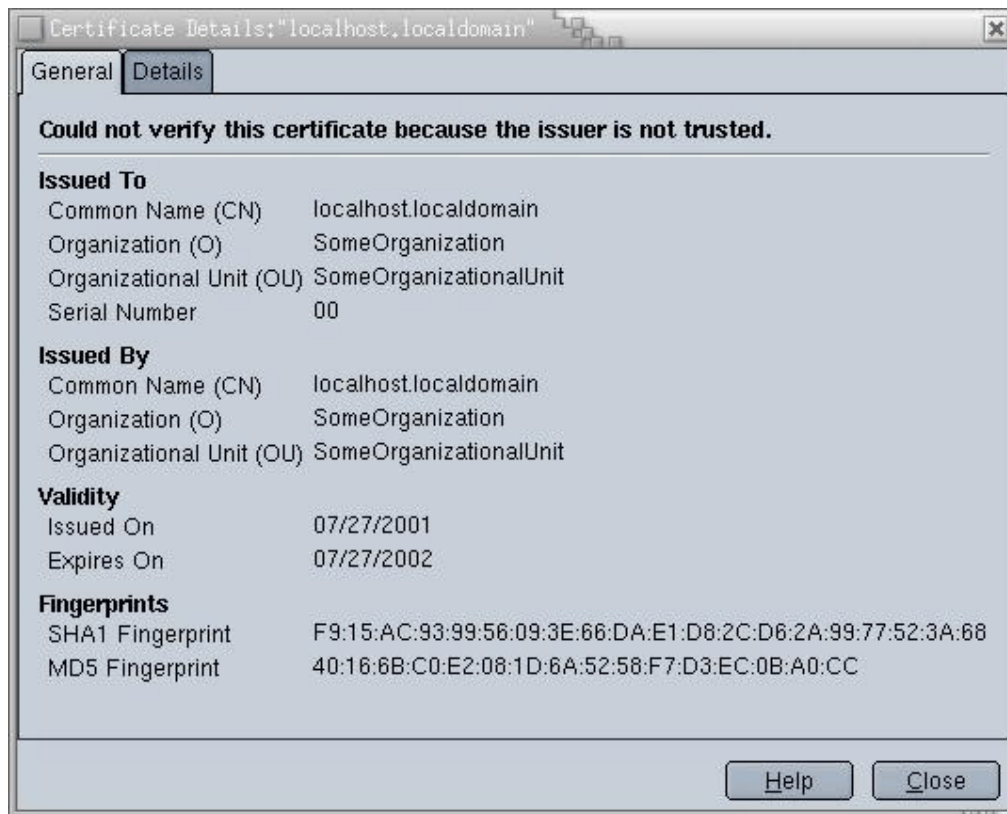 Certificate Details:"localhost.localdomain"
General Details
Could not verify this certificate because the issuer is not trusted.
Issued To
Common Name (CN) localhost.localdomain
Organization (O) SomeOrganization
Organizational Unit (OU) SomeOrganizationalUnit
Serial Number 00
Issued By
Common Name (CN) localhost.localdomain
Organization (O) SomeOrganization
Organizational Unit (OU) SomeOrganizationalUnit
Validity
Issued On 07/27/2001
Expires On 07/27/2002
Fingerprints
SHA1 Fingerprint F9:15:AC:93:99:56:09:3E:66:DA:E1:D8:2C:D6:2A:99:77:52:3A:68
MD5 Fingerprint 40:16:6B:C0:E2:08:1D:6A:52:58:F7:D3:EC:0B:A0:CC
Help Close